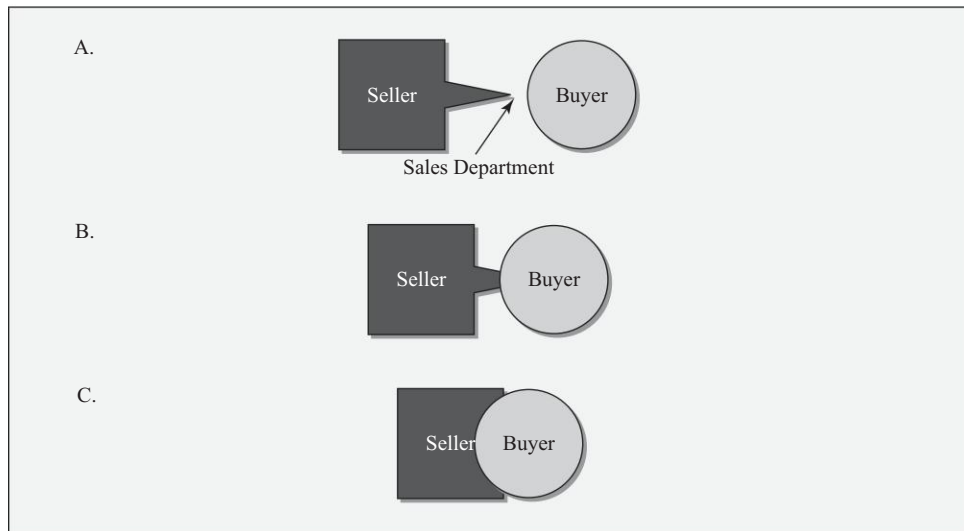 A.
Seller
Buyer
Sales Department
B.
Seller
Buyer
C.
Seller
Buyer